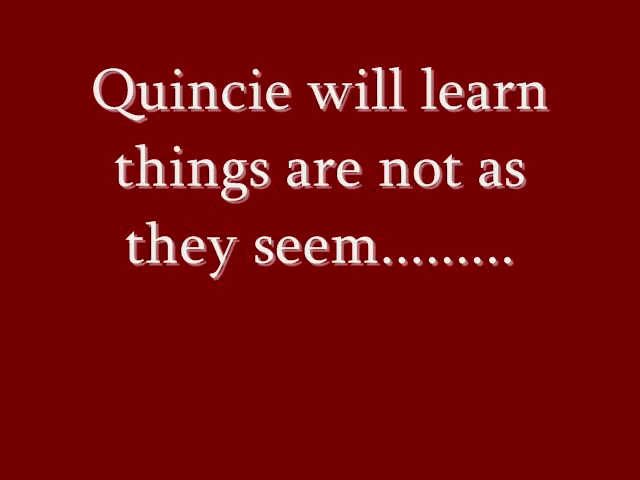 Quincie will learn
things are not as
they seem.........